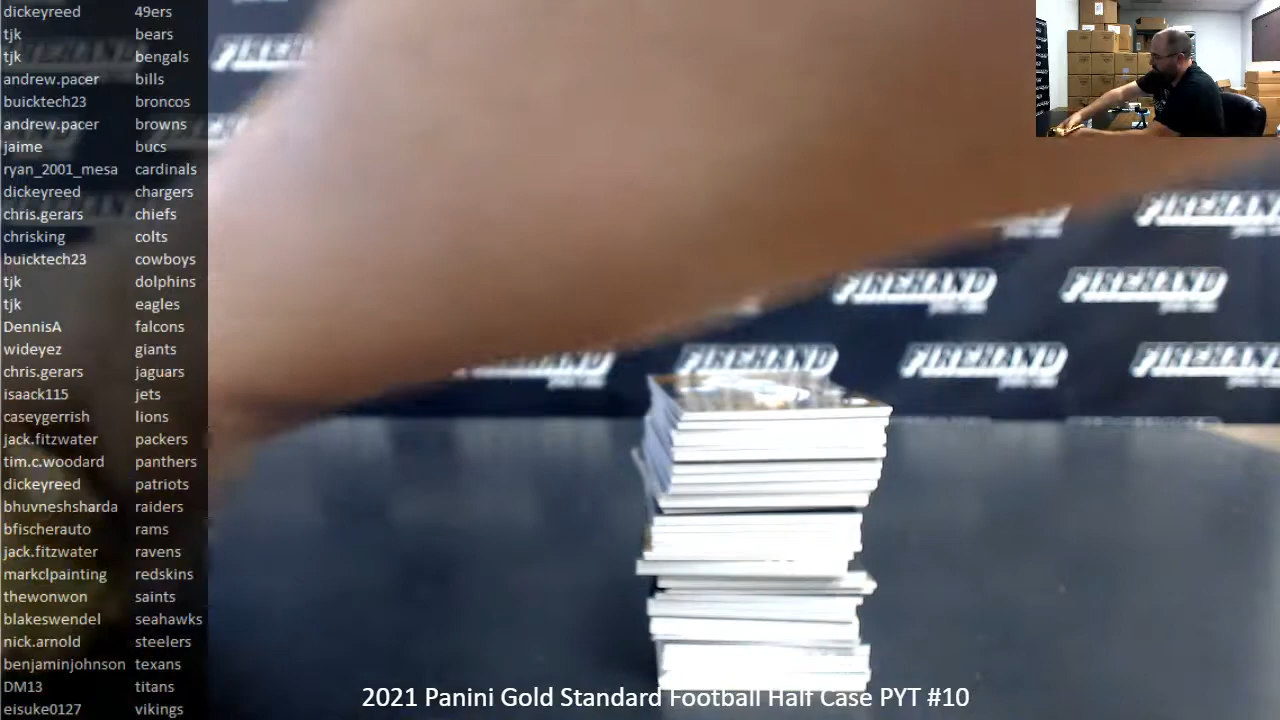 dickeyreed 49ers
tjk bears
tjk bengals
andrew.pacer bills
buicktech23 broncos
andrew.pacer browns
jaime bucs
ryan_2001_mesa cardinals
dickeyreed chargers
chris.gerars chiefs
chrisking colts
buicktech23 cowboys
tjk dolphins
tjk eagles
DennisA falcons
wideyez giants
chris.gerars jaguars
isaack115 jets
caseygerrish lions
jack.fitzwater packers
tim.c.woodard panthers
dickeyreed patriots
bhuvneshsharda raiders
bfischerauto rams
jack.fitzwater ravens
markclpainting redskins
thewonwon saints
blakeswendel seahawks
nick.arnold steelers
benjaminjohnson texans
DM13 titans
eisuke0127 vikings
FIREHAND
FIREHAN
FIREHAND
FIREHAND
FIREHAND
FIREHAND
FIREHAN
2021 Panini Gold Standard Football Half Case PYT #10